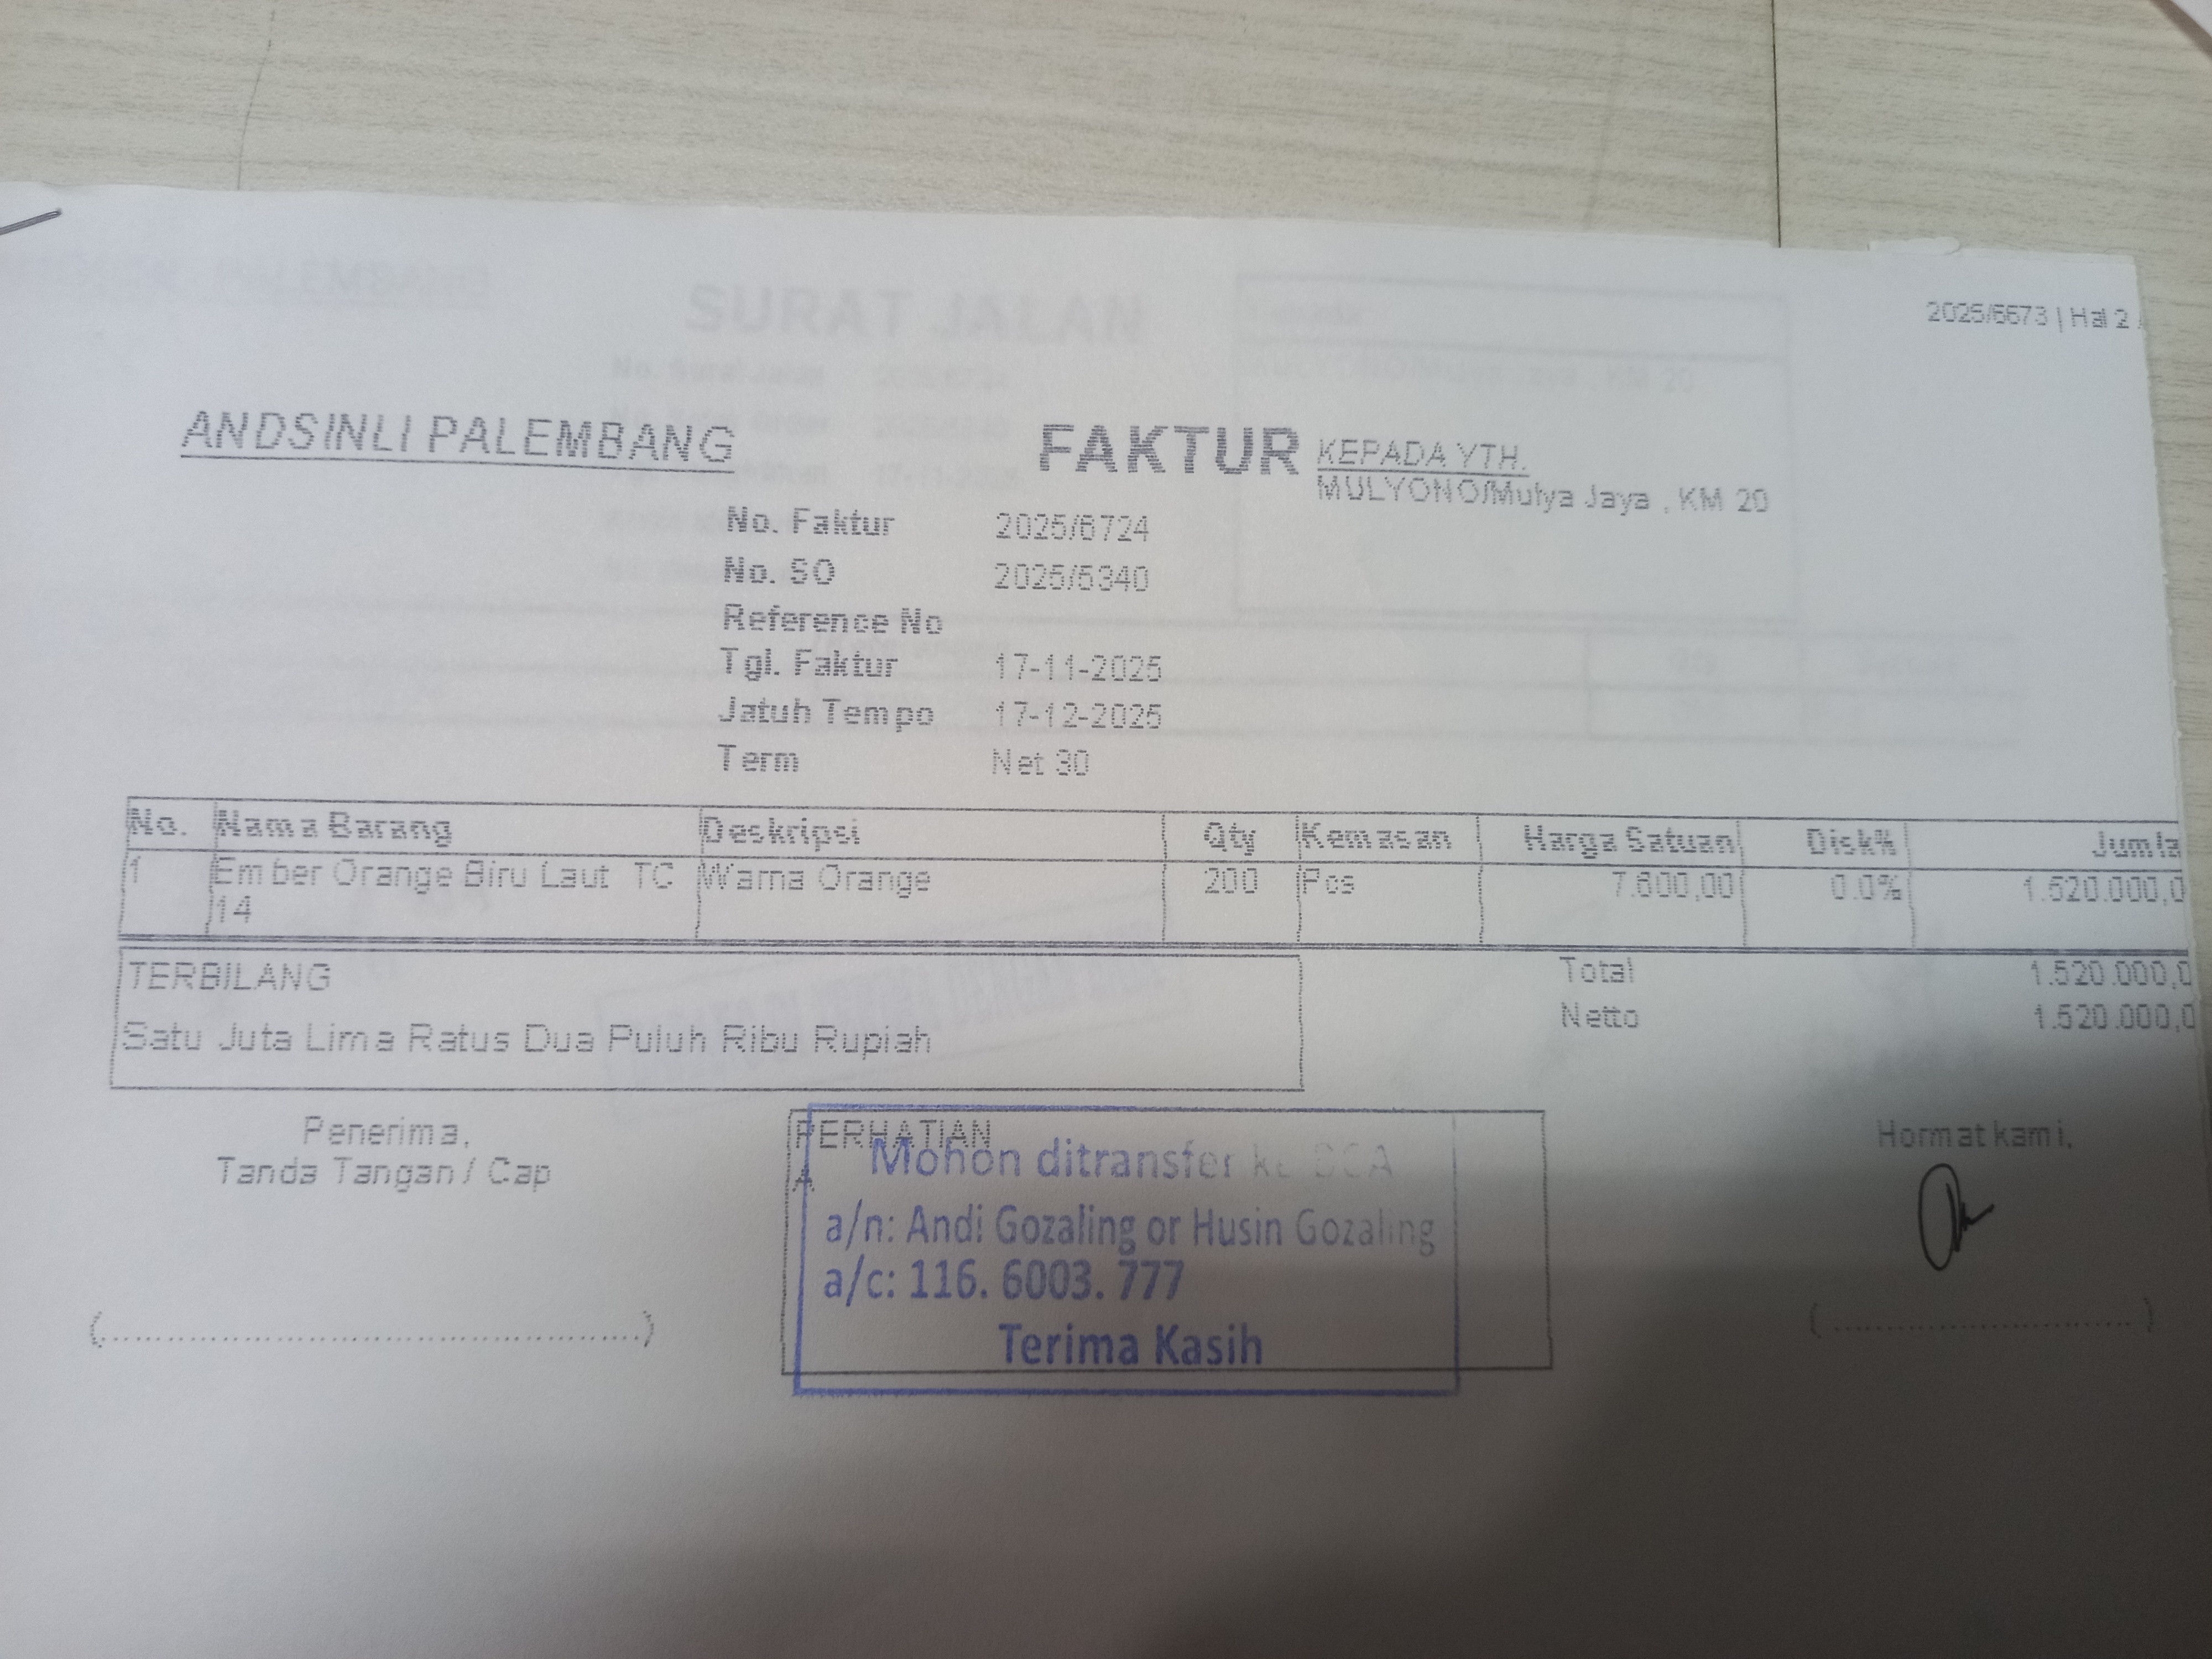 2025/6673 | Hal 2
ANDSINLI PALEMBANG
FAKTUR
KEPADA YTH.
MULYONO/Mulya Jaya , KM 20
No. Faktur 2025/6724
No. SO 2025/5340
Reference No
Tgl. Faktur 17-11-2025
Jatuh Tempo 17-12-2025
Term Net 30
No. Nama Barang Deskripsi Qty Kemasan Harga Satuan Disk% Jumla
1 Ember Orange Biru Laut TC Warna Orange 200 Pcs 7.600,00 0.0% 1.520.000,0
14
TERBILANG
Satu Juta Lima Ratus Dua Puluh Ribu Rupiah
Total 1.520.000,0
Netto 1.520.000,0
Penerima,
Tanda Tangan / Cap
PERHATIAN
A
Mohon ditransfer ke BCA
a/n: Andi Gozaling or Husin Gozaling
a/c: 116. 6003. 777
Terima Kasih
Hormat kami,
SURAT JALAN